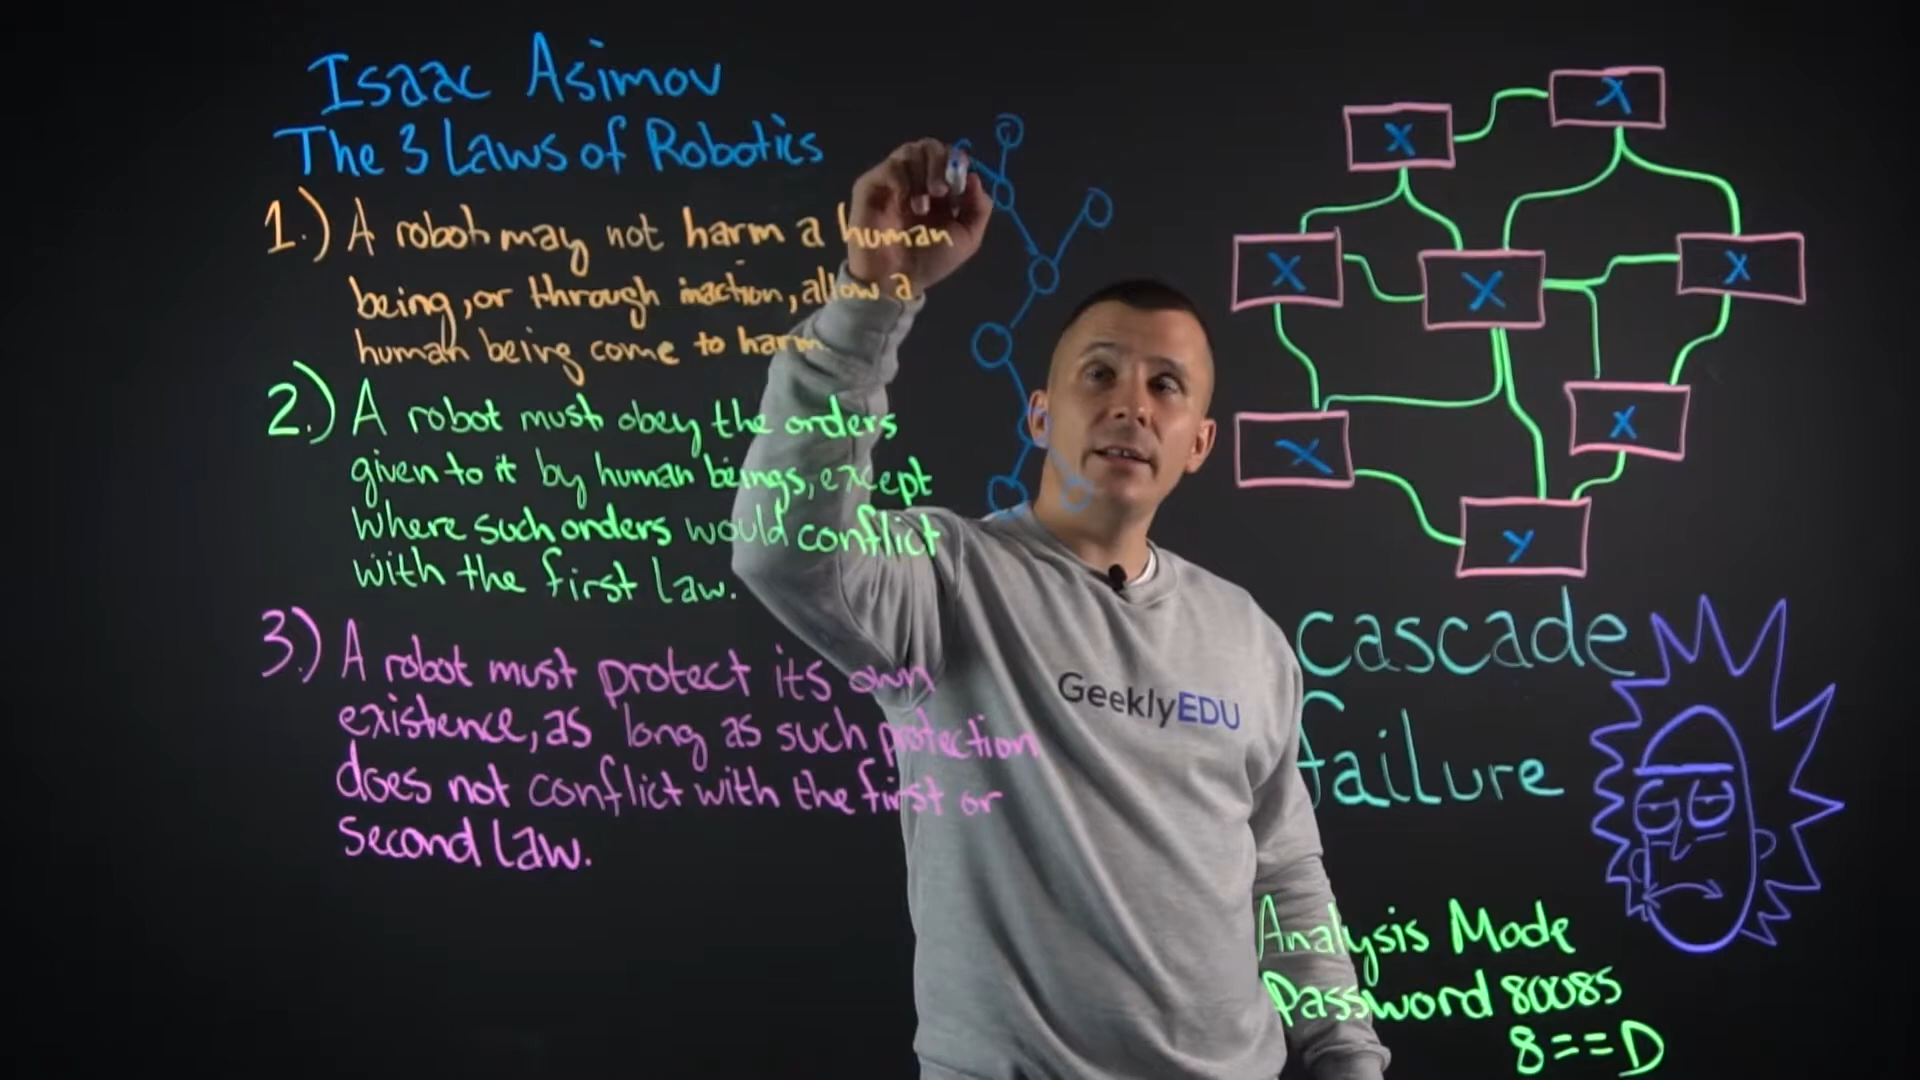 Isaac Asimov
The 3 Laws of Robotics
1.) A robot may not harm a human
being, or through inaction, allow a
human being come to harm
2.) A robot must obey the orders
given to it by human beings, except
where such orders would conflict
with the first law.
3.) A robot must protect its own
existence, as long as such protection
does not conflict with the first or
second law.
X
X
X
X
X
X
X
y
cascade
failure
GeeklyEDU
Analysis Mode
Password 80085
8==D